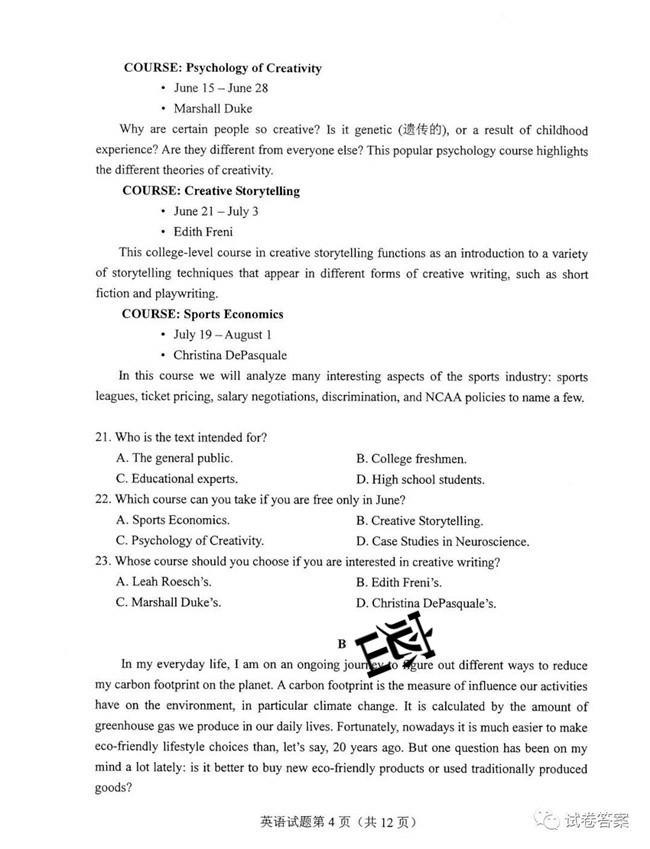 COURSE: Psychology of Creativity
• June 15 – June 28
• Marshall Duke
Why are certain people so creative? Is it genetic (遗传的), or a result of childhood
experience? Are they different from everyone else? This popular psychology course highlights
the different theories of creativity.
COURSE: Creative Storytelling
• June 21 – July 3
• Edith Freni
This college-level course in creative storytelling functions as an introduction to a variety
of storytelling techniques that appear in different forms of creative writing, such as short
fiction and playwriting.
COURSE: Sports Economics
• July 19 – August 1
• Christina DePasquale
In this course we will analyze many interesting aspects of the sports industry: sports
leagues, ticket pricing, salary negotiations, discrimination, and NCAA policies to name a few.
21. Who is the text intended for?
A. The general public. B. College freshmen.
C. Educational experts. D. High school students.
22. Which course can you take if you are free only in June?
A. Sports Economics. B. Creative Storytelling.
C. Psychology of Creativity. D. Case Studies in Neuroscience.
23. Whose course should you choose if you are interested in creative writing?
A. Leah Roesch's. B. Edith Freni's.
C. Marshall Duke's. D. Christina DePasquale's.
B
In my everyday life, I am on an ongoing journey to figure out different ways to reduce
my carbon footprint on the planet. A carbon footprint is the measure of influence our activities
have on the environment, in particular climate change. It is calculated by the amount of
greenhouse gas we produce in our daily lives. Fortunately, nowadays it is much easier to make
eco-friendly lifestyle choices than, let's say, 20 years ago. But one question has been on my
mind a lot lately: is it better to buy new eco-friendly products or used traditionally produced
goods?
英语试题第 4 页（共 12 页）
试卷答案